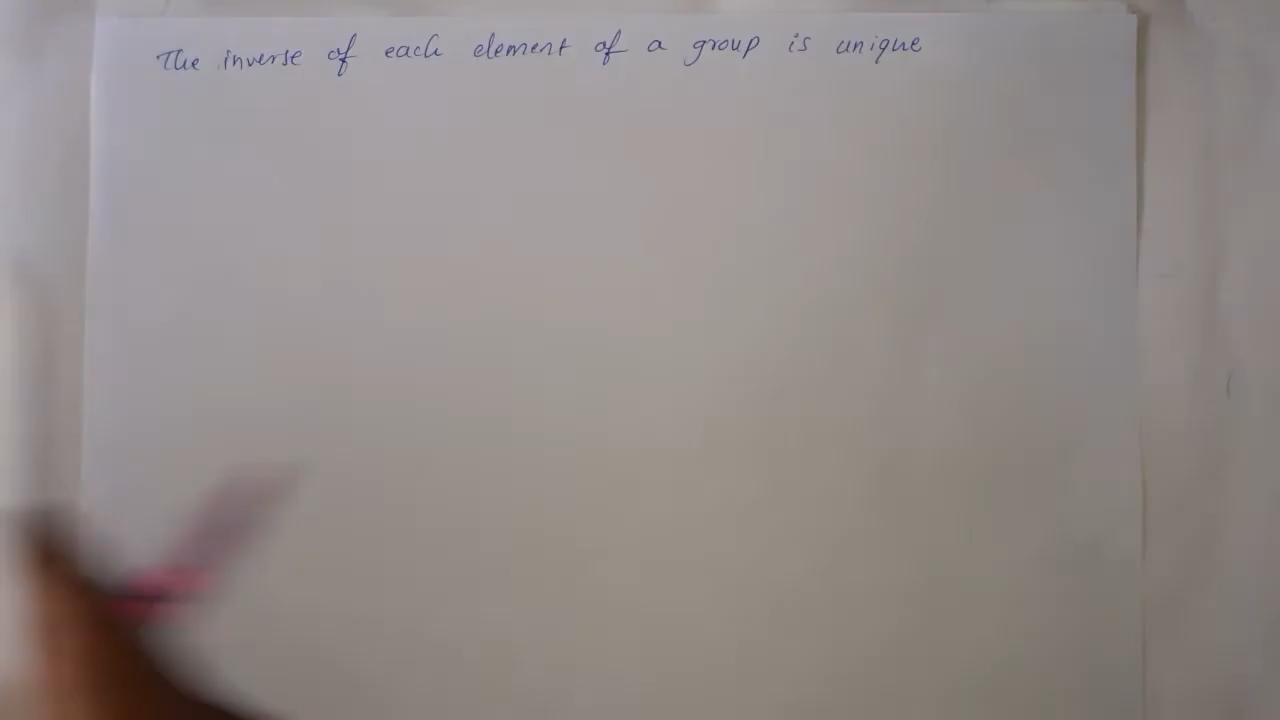 The inverse of each element of a group is unique